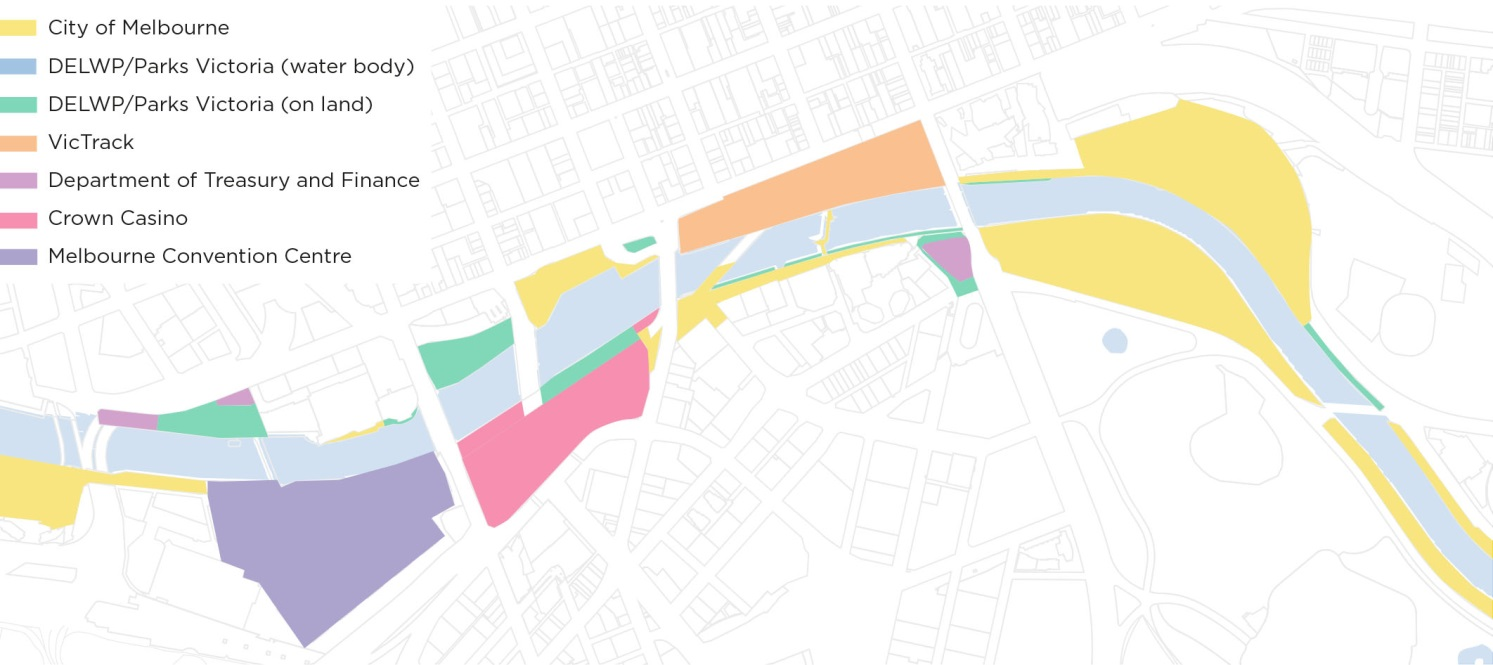 City of Melbourne
DELWP/Parks Victoria (water body)
DELWP/Parks Victoria (on land)
VicTrack
Department of Treasury and Finance
Crown Casino
Melbourne Convention Centre